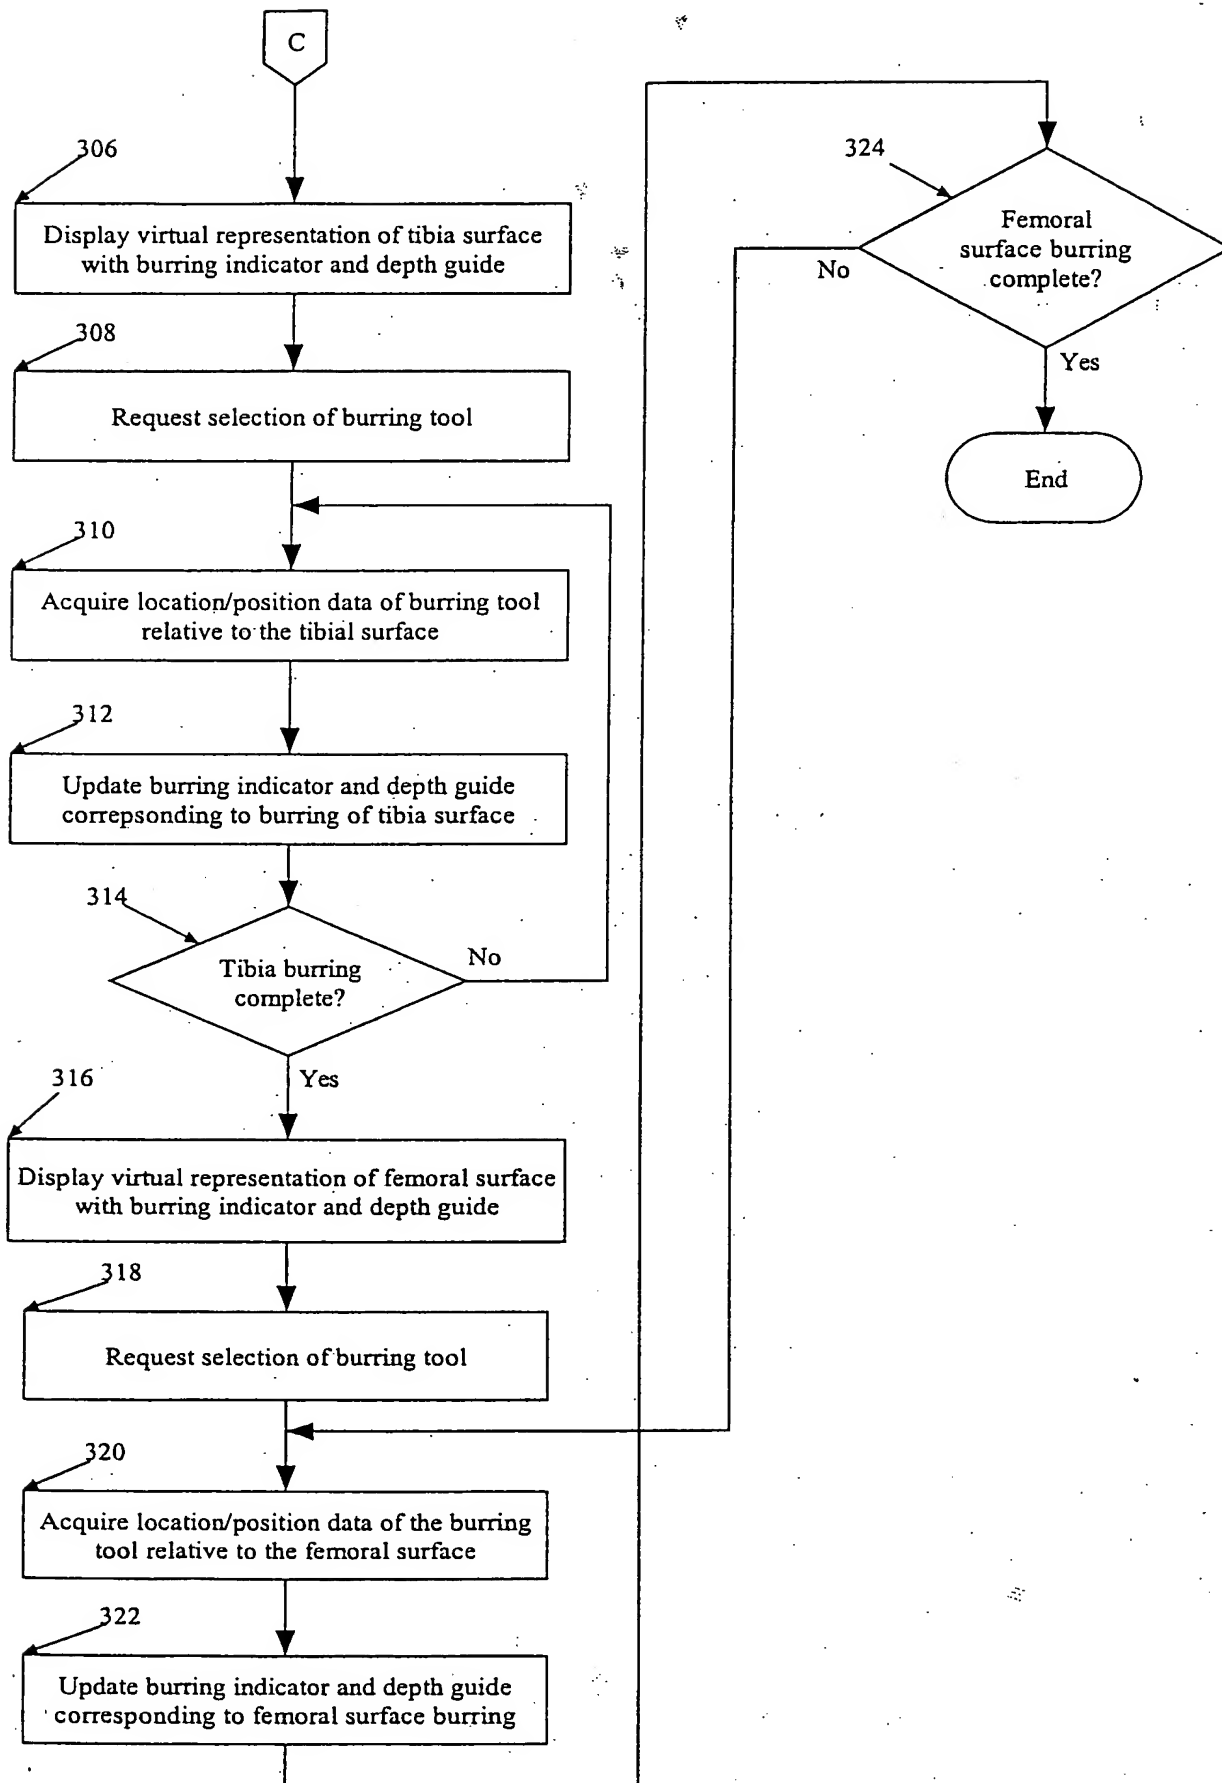 C
306
Display virtual representation of tibia surface
with burring indicator and depth guide
308
Request selection of burring tool
310
Acquire location/position data of burring tool
relative to the tibial surface
312
Update burring indicator and depth guide
correpsonding to burring of tibia surface
314
Tibia burring
complete?
No
Yes
316
Display virtual representation of femoral surface
with burring indicator and depth guide
318
Request selection of burring tool
320
Acquire location/position data of the burring
tool relative to the femoral surface
322
Update burring indicator and depth guide
corresponding to femoral surface burring
324
Femoral
surface burring
complete?
No
Yes
End